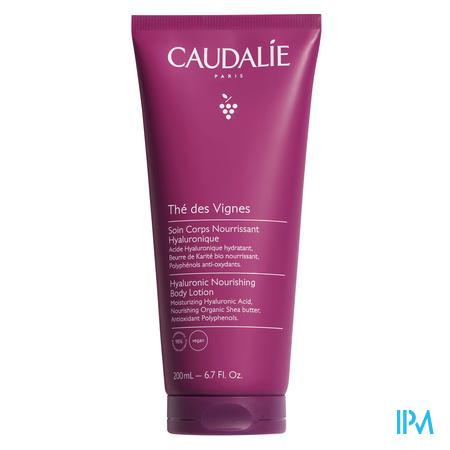 CAUDALÍE
PARIS
Thé des Vignes
Soin Corps Nourrissant
Hyaluronique
Acide Hyaluronique hydratant,
Beurre de Karité bio nourrissant,
Polyphénols anti-oxydants.
Hyaluronic Nourishing
Body Lotion
Moisturizing Hyaluronic Acid,
Nourishing Organic Shea butter,
Antioxidant Polyphenols.
vegan
200mL – 6.7 Fl. Oz.
IPM